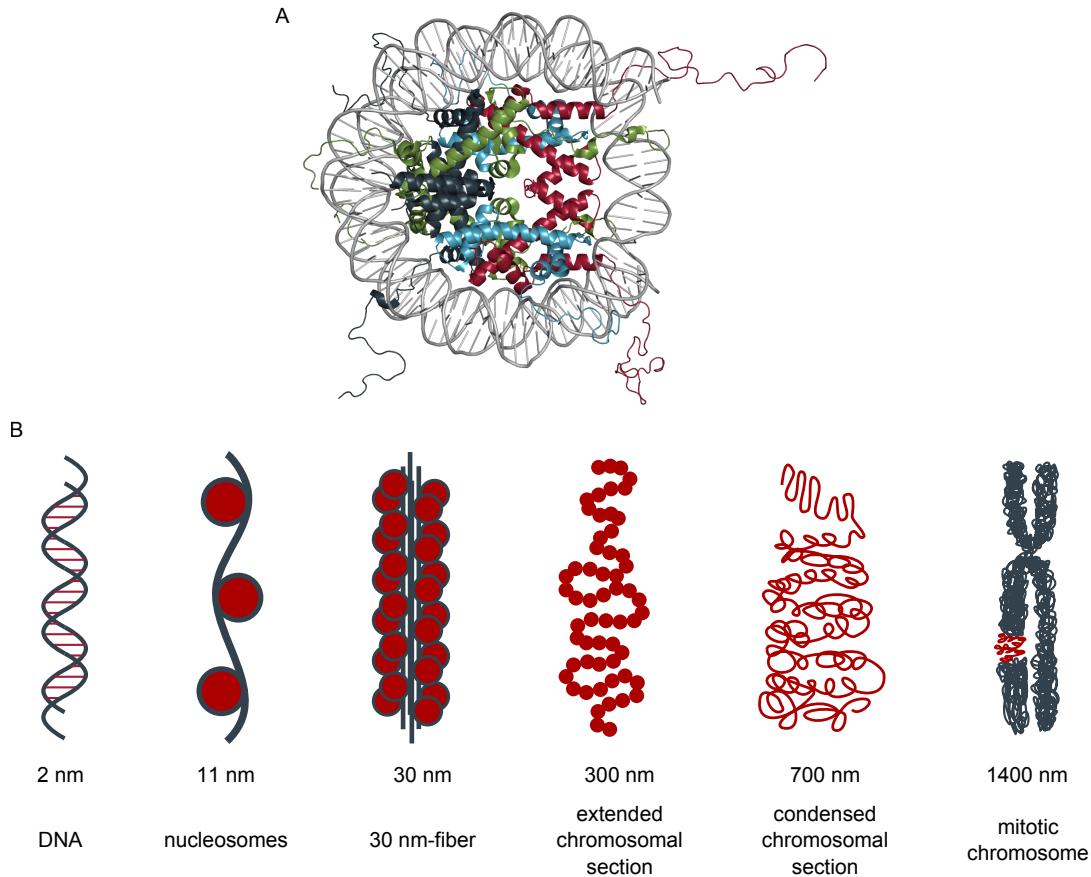 A
B
2 nm
11 nm
30 nm
300 nm
700 nm
1400 nm
DNA
nucleosomes
30 nm-fiber
extended
chromosomal
section
condensed
chromosomal
section
mitotic
chromosome